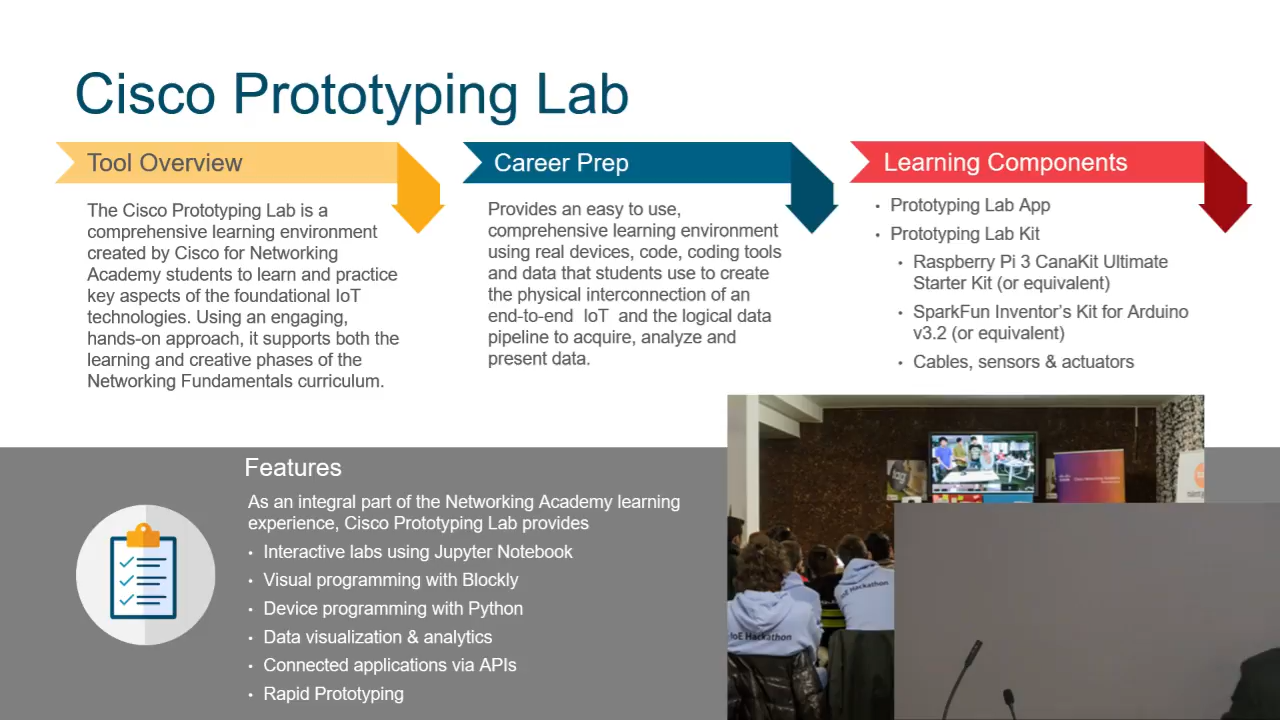 Cisco Prototyping Lab
Tool Overview
The Cisco Prototyping Lab is a
comprehensive learning environment
created by Cisco for Networking
Academy students to learn and practice
key aspects of the foundational IoT
technologies. Using an engaging,
hands-on approach, it supports both the
learning and creative phases of the
Networking Fundamentals curriculum.
Career Prep
Provides an easy to use,
comprehensive learning environment
using real devices, code, coding tools
and data that students use to create
the physical interconnection of an
end-to-end IoT and the logical data
pipeline to acquire, analyze and
present data.
Learning Components
• Prototyping Lab App
• Prototyping Lab Kit
• Raspberry Pi 3 CanaKit Ultimate
Starter Kit (or equivalent)
• SparkFun Inventor's Kit for Arduino
v3.2 (or equivalent)
• Cables, sensors & actuators
Features
As an integral part of the Networking Academy learning
experience, Cisco Prototyping Lab provides
• Interactive labs using Jupyter Notebook
• Visual programming with Blockly
• Device programming with Python
• Data visualization & analytics
• Connected applications via APIs
• Rapid Prototyping
IoE Hackathon
IoE Hackathon